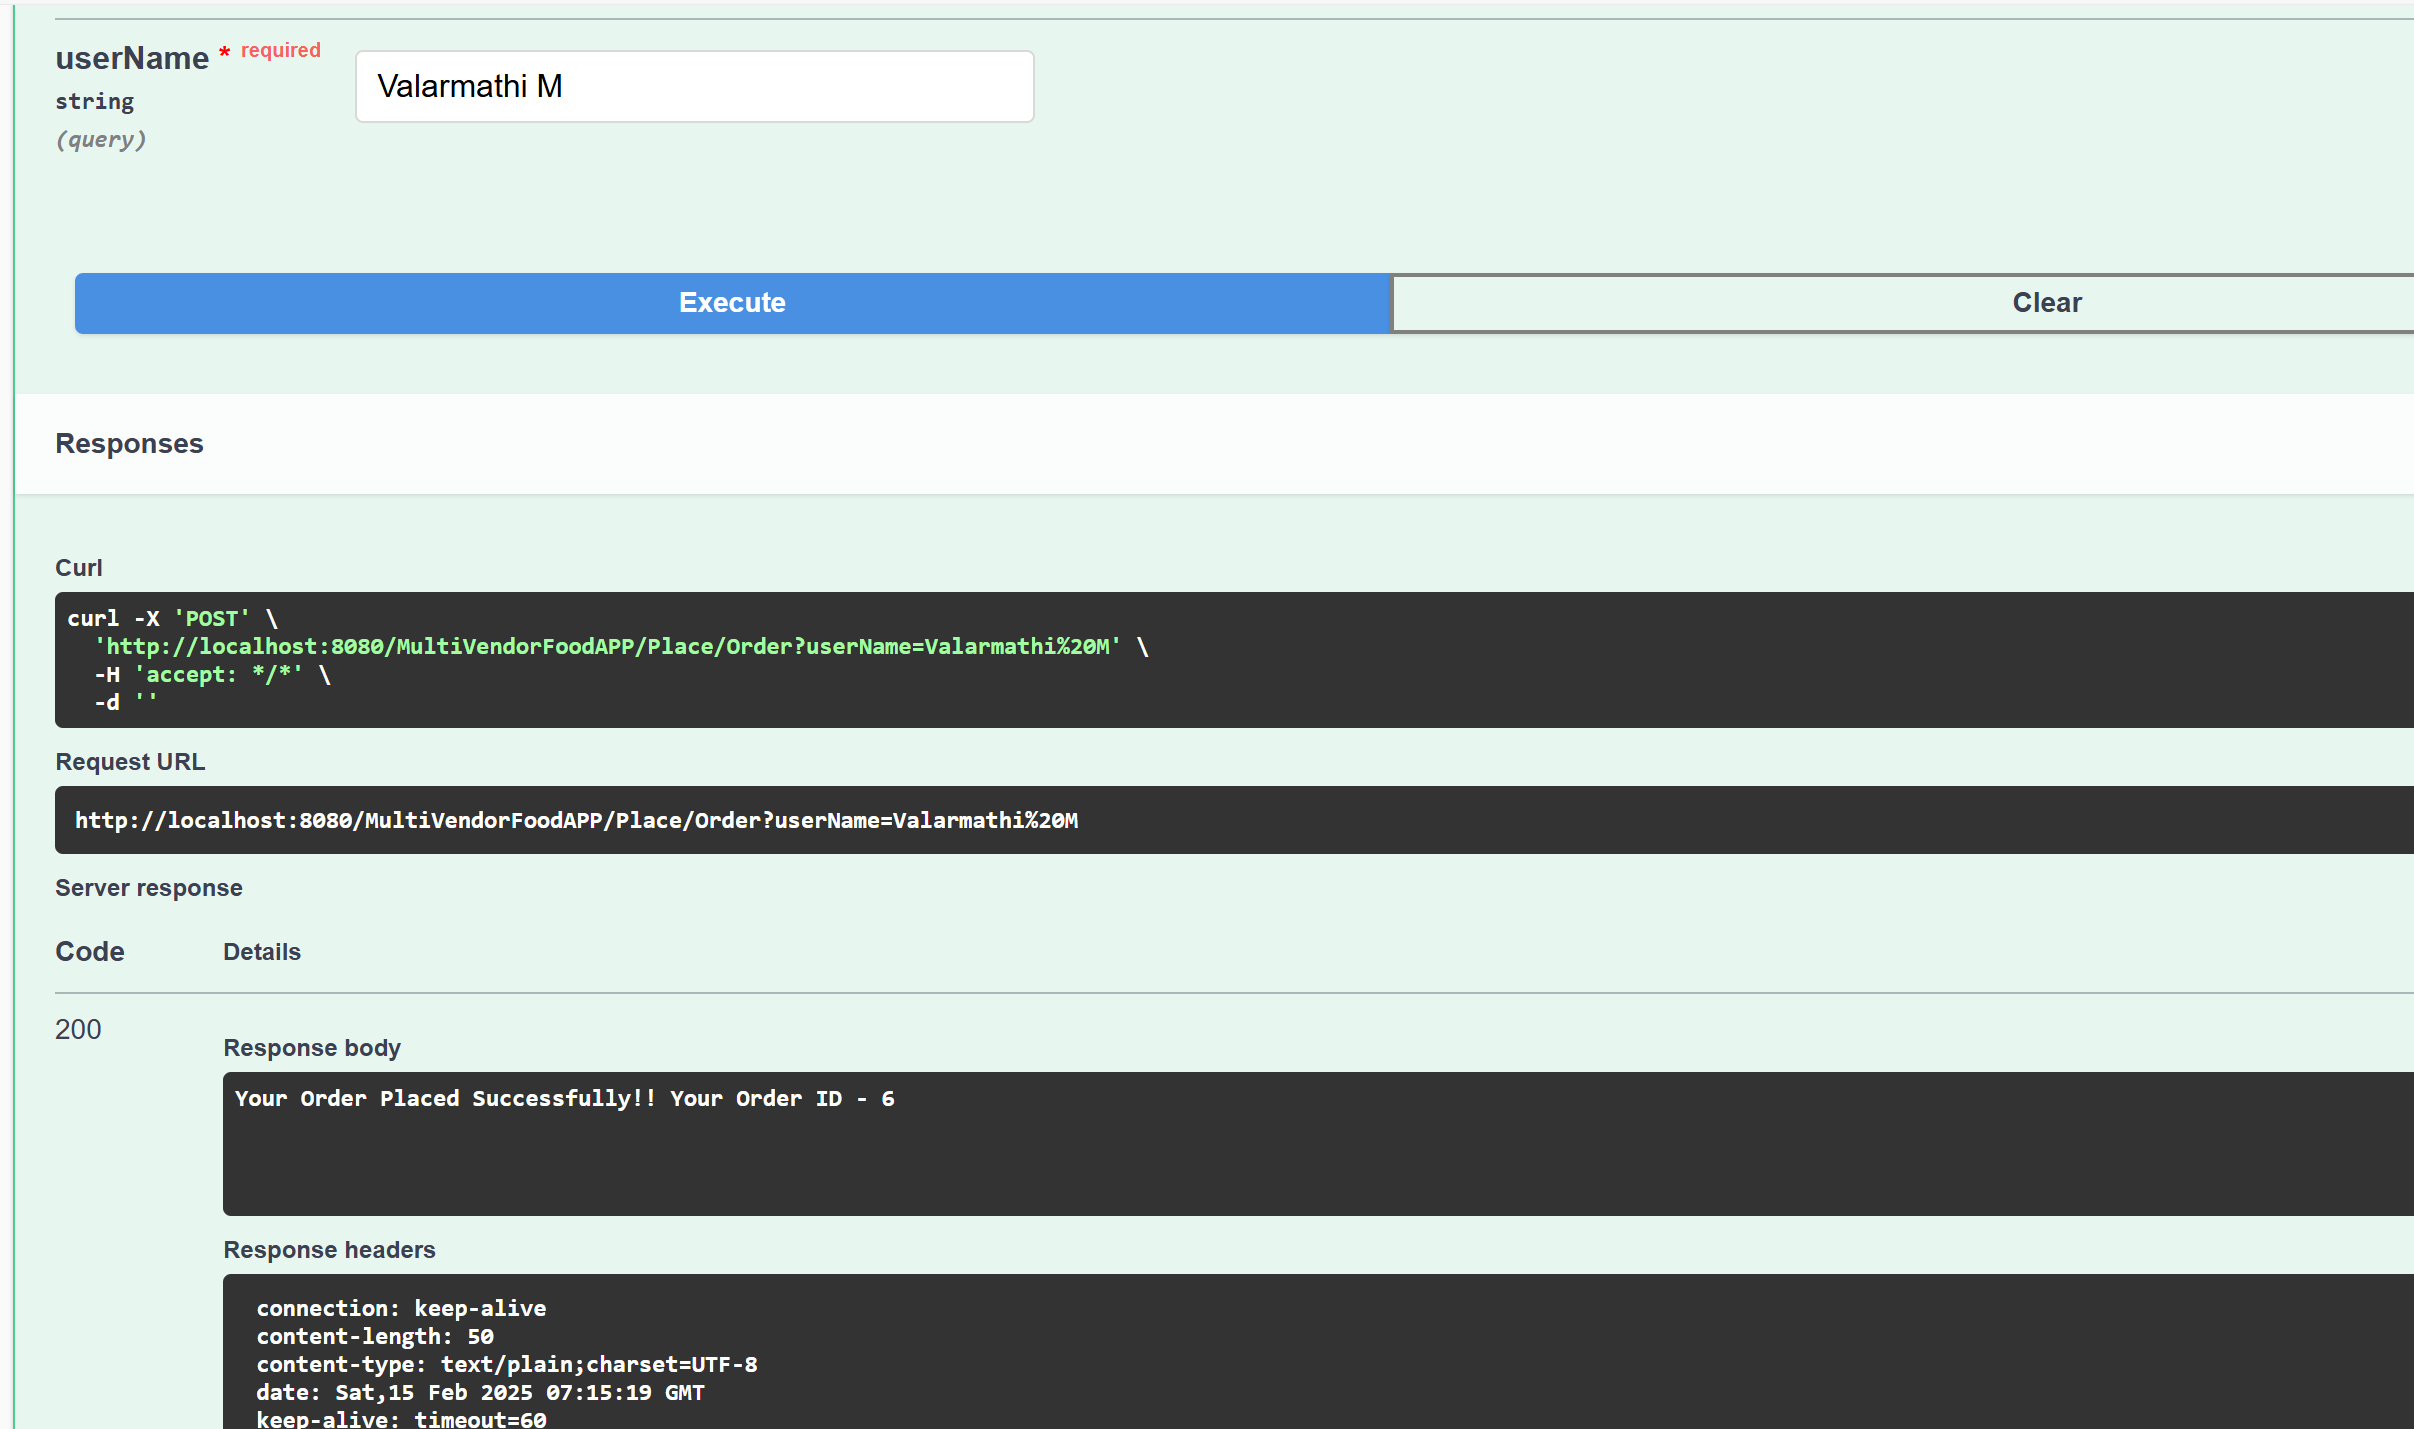 userName * required
string
(query)
Valarmathi M
Execute
Clear
Responses
Curl
curl -X 'POST' \
'http://localhost:8080/MultiVendorFoodAPP/Place/Order?userName=Valarmathi%20M' \
-H 'accept: */*' \
-d ''
Request URL
http://localhost:8080/MultiVendorFoodAPP/Place/Order?userName=Valarmathi%20M
Server response
Code Details
200
Response body
Your Order Placed Successfully!! Your Order ID - 6
Response headers
connection: keep-alive
content-length: 50
content-type: text/plain;charset=UTF-8
date: Sat,15 Feb 2025 07:15:19 GMT
keep-alive: timeout=60